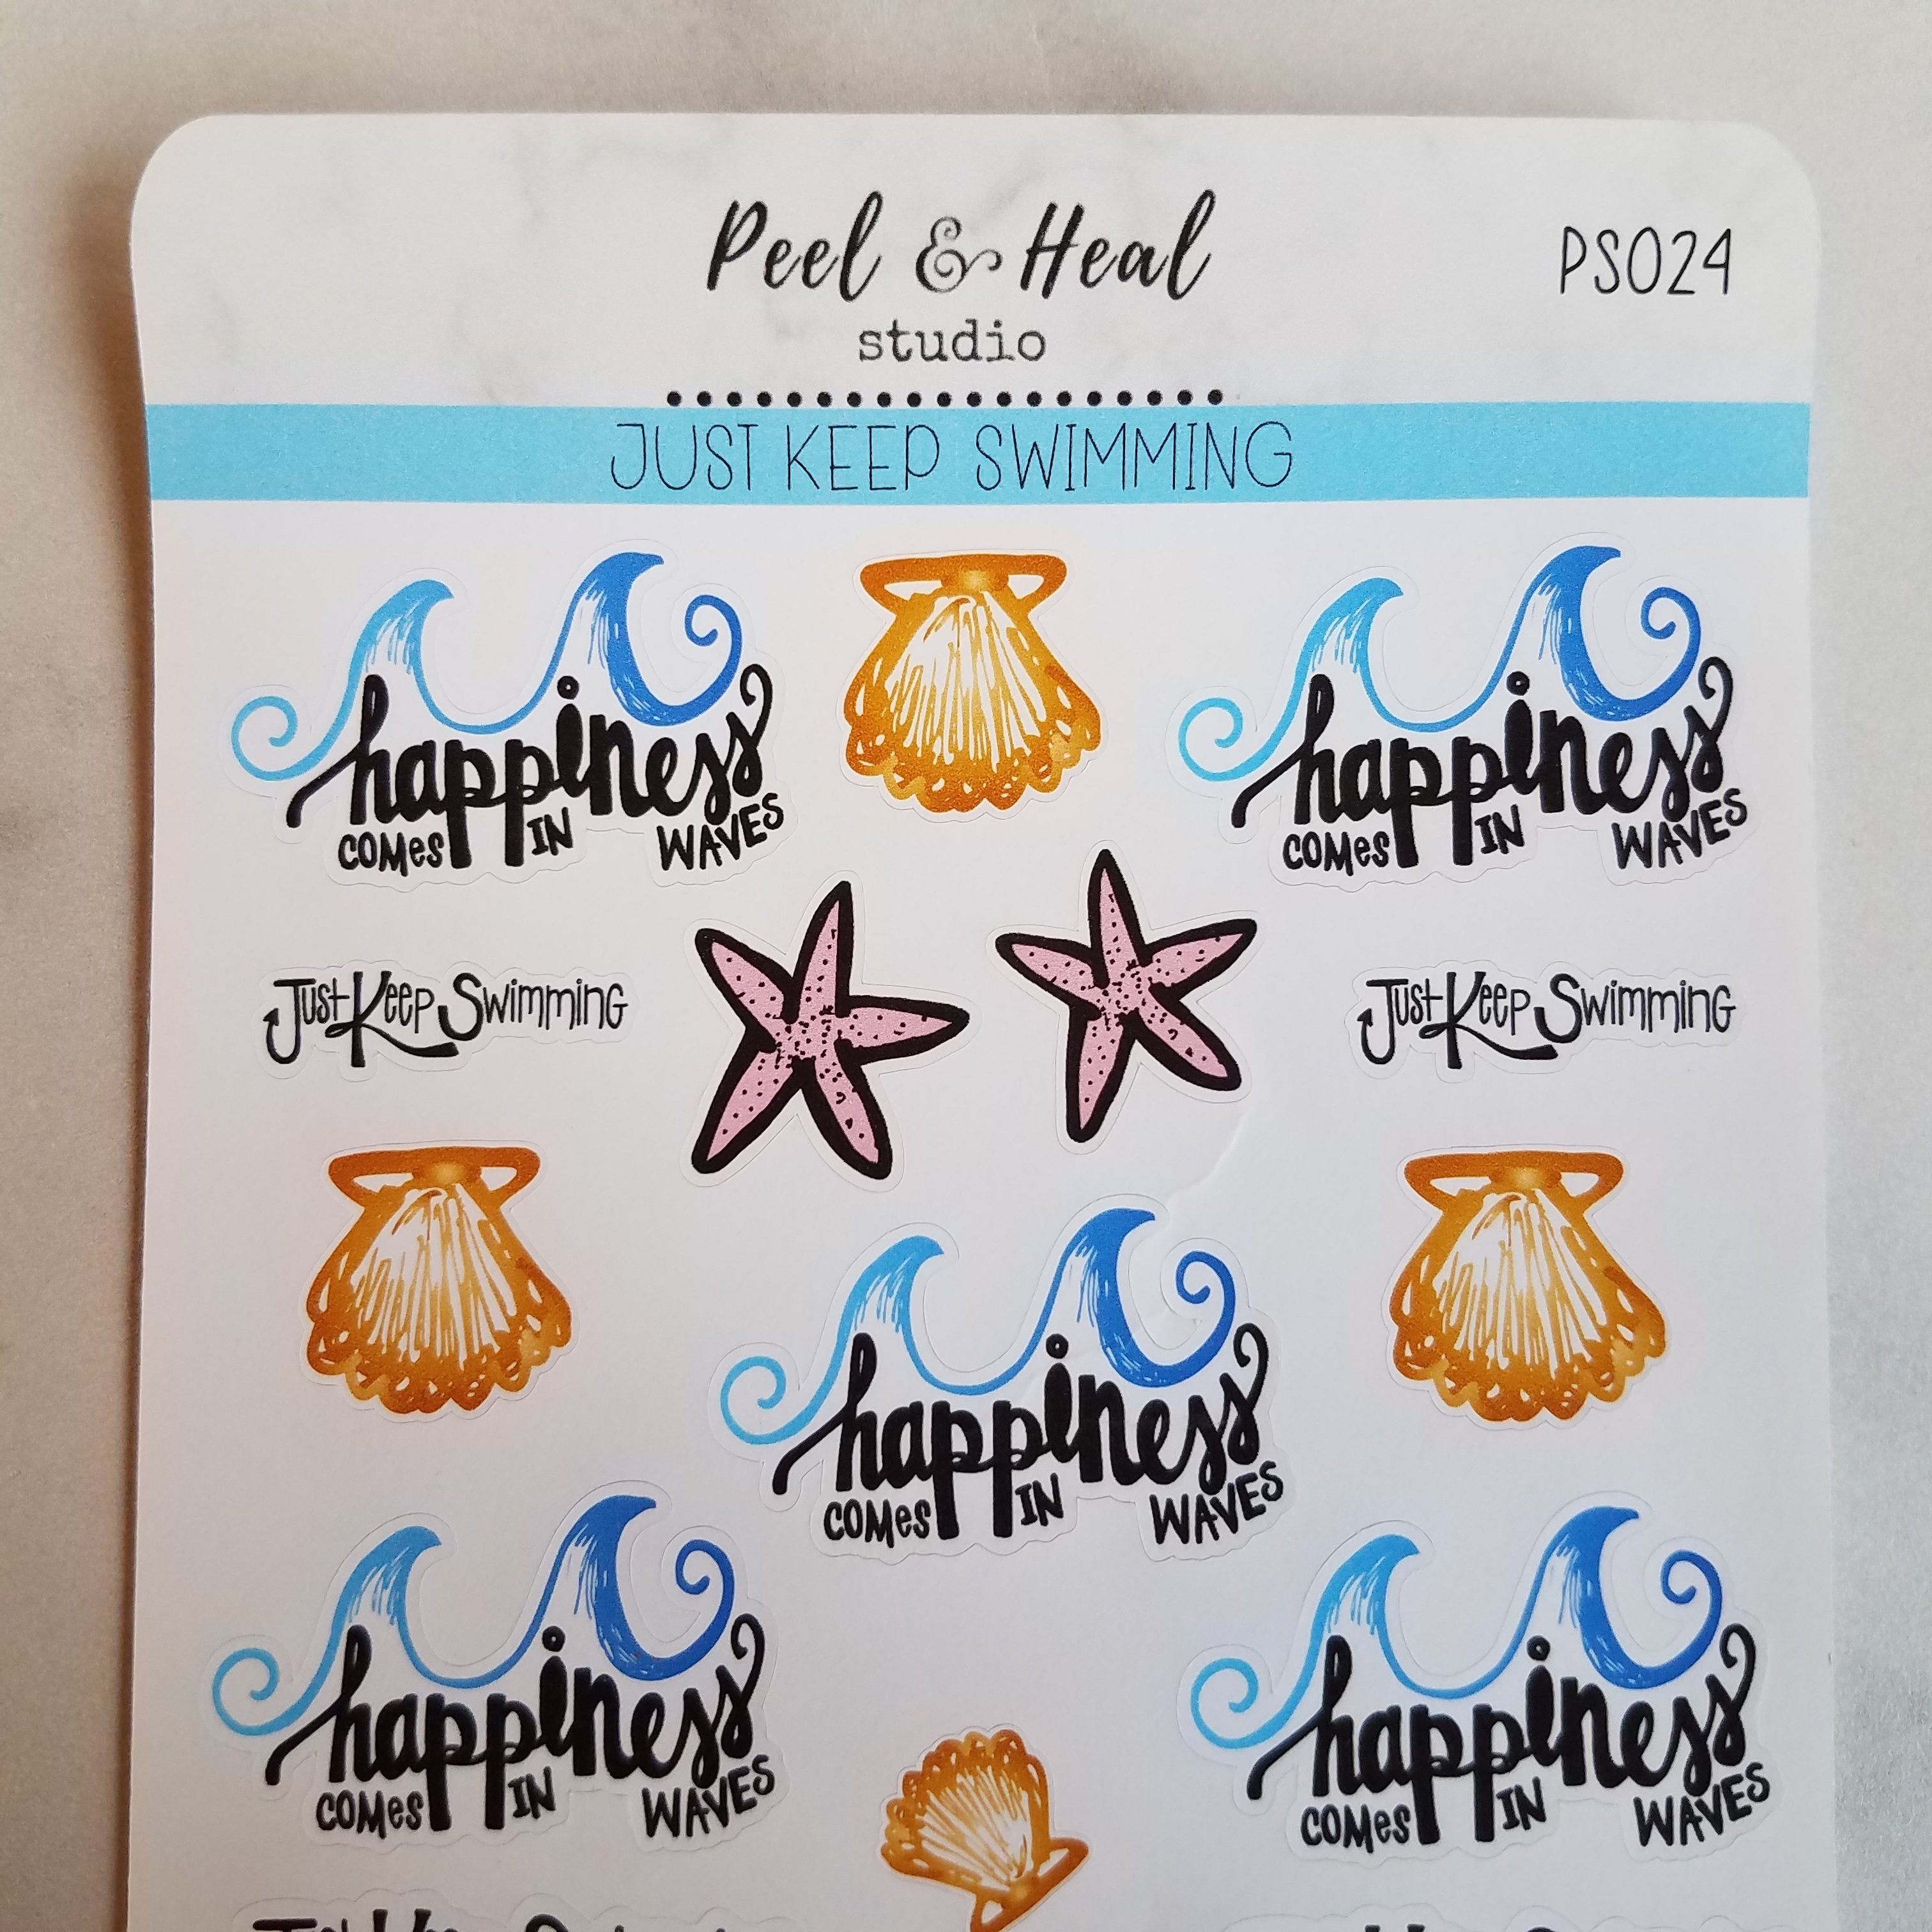 Peel & Heal
PS024
studio
JUST KEEP SWIMMING
happiness
COMes IN WAVES
happiness
COMes IN WAVES
Just Keep Swimming
Just Keep Swimming
happiness
COMes IN WAVES
happiness
COMes IN WAVES
happiness
COMes IN WAVES